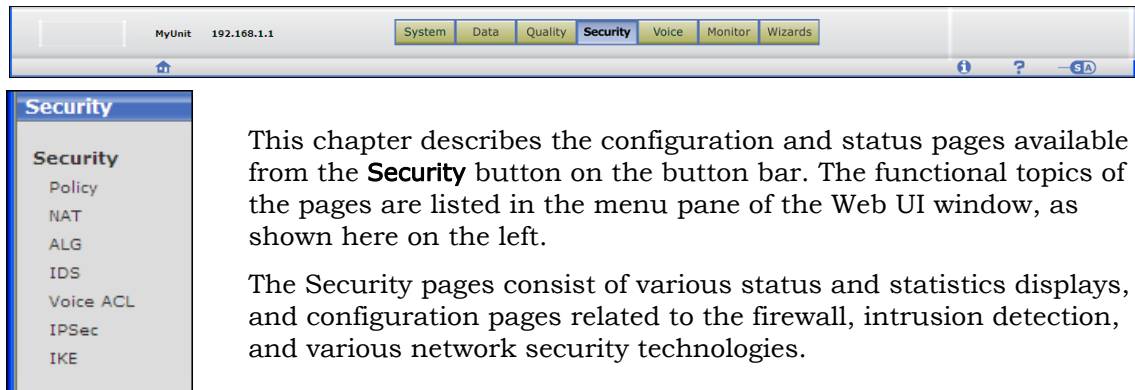 MyUnit 192.168.1.1 System Data Quality Security Voice Monitor Wizards
i ? SA
Security
Security
Policy
NAT
ALG
IDS
Voice ACL
IPSec
IKE
This chapter describes the configuration and status pages available
from the Security button on the button bar. The functional topics of
the pages are listed in the menu pane of the Web UI window, as
shown here on the left.
The Security pages consist of various status and statistics displays,
and configuration pages related to the firewall, intrusion detection,
and various network security technologies.